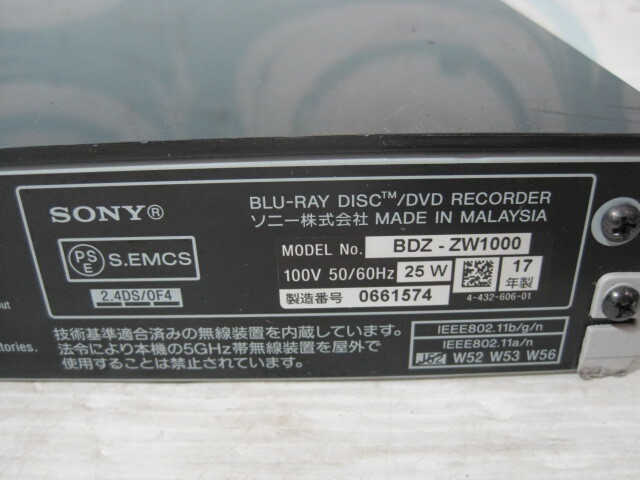 SONY®
BLU-RAY DISC™/DVD RECORDER
ソニー株式会社 MADE IN MALAYSIA
PSE S.EMCS
MODEL No. BDZ - ZW1000
100V 50/60Hz 25 W
17年製
2.4DS/OF4
製造番号 0661574
4-432-606-01
out
tories.
技術基準適合済みの無線装置を内蔵しています。
法令により本機の5GHz帯無線装置を屋外で
使用することは禁止されています。
IEEE802.11b/g/n
IEEE802.11a/n
J52 W52 W53 W56